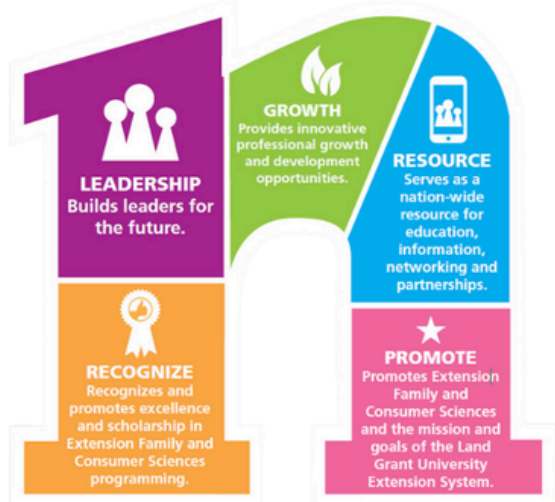 LEADERSHIP
Builds leaders for
the future.
GROWTH
Provides innovative
professional growth
and development
opportunities.
RESOURCE
Serves as a
nation-wide
resource for
education,
information,
networking and
partnerships.
RECOGNIZE
Recognizes and
promotes excellence
and scholarship in
Extension Family and
Consumer Sciences
programming.
PROMOTE
Promotes Extension
Family and
Consumer Sciences
and the mission and
goals of the Land
Grant University
Extension System.